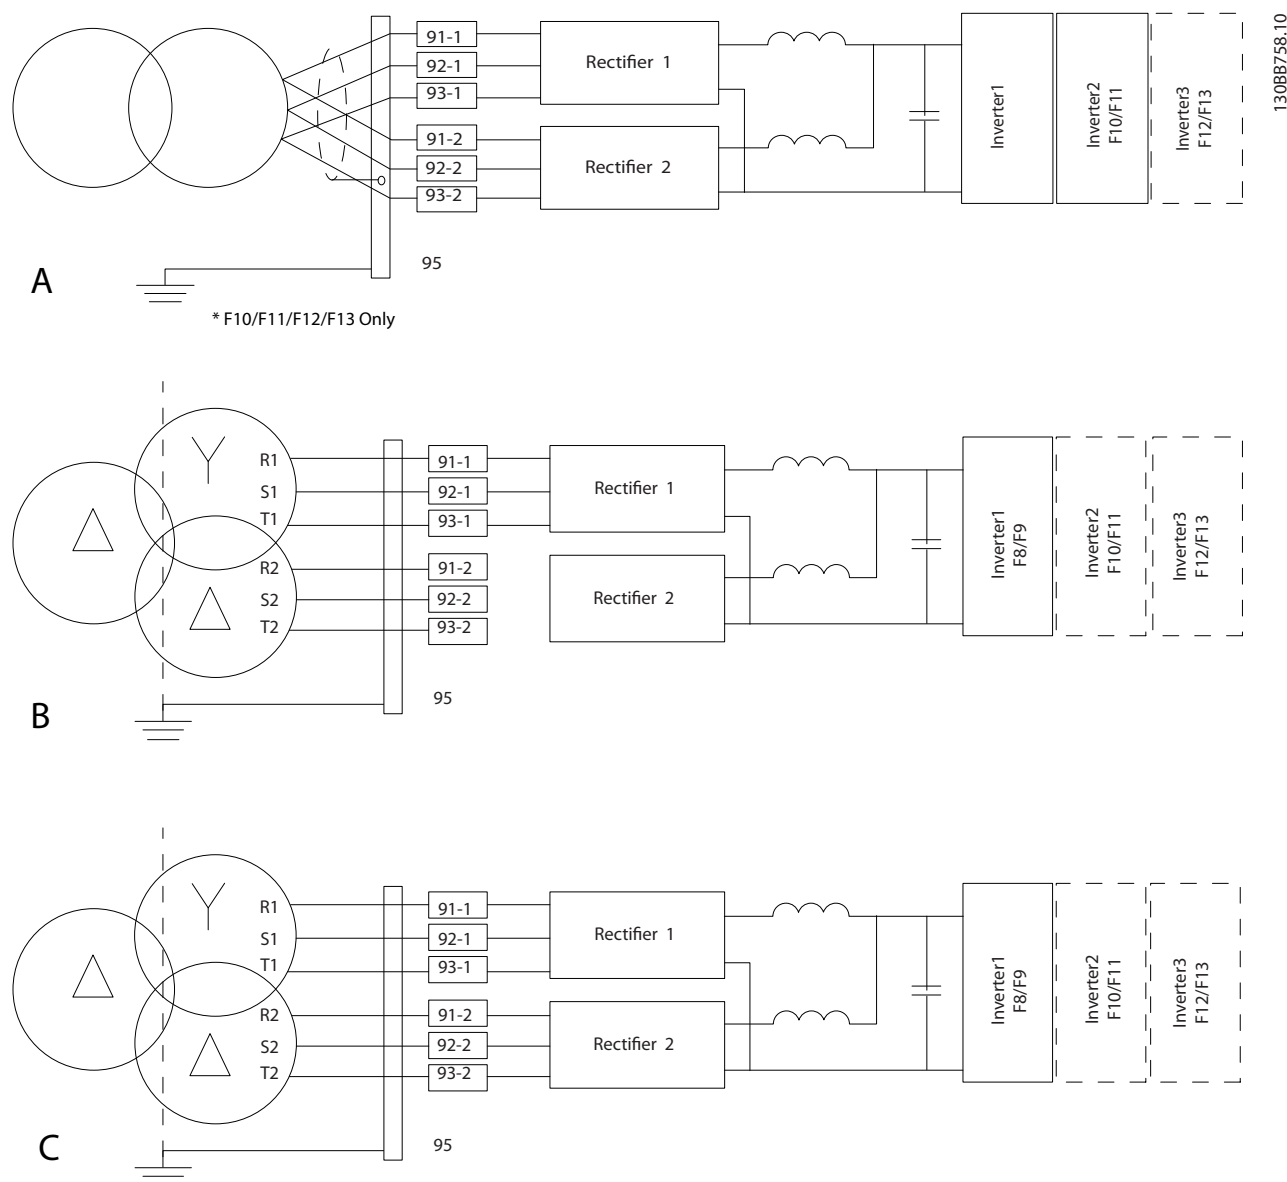 130BB758.10
91-1
92-1
93-1
91-2
92-2
93-2
95
Rectifier 1
Rectifier 2
Inverter1
Inverter2
F10/F11
Inverter3
F12/F13
A
* F10/F11/F12/F13 Only
R1
S1
T1
R2
S2
T2
91-1
92-1
93-1
91-2
92-2
93-2
95
Rectifier 1
Rectifier 2
Inverter1
F8/F9
Inverter2
F10/F11
Inverter3
F12/F13
B
R1
S1
T1
R2
S2
T2
91-1
92-1
93-1
91-2
92-2
93-2
95
Rectifier 1
Rectifier 2
Inverter1
F8/F9
Inverter2
F10/F11
Inverter3
F12/F13
C